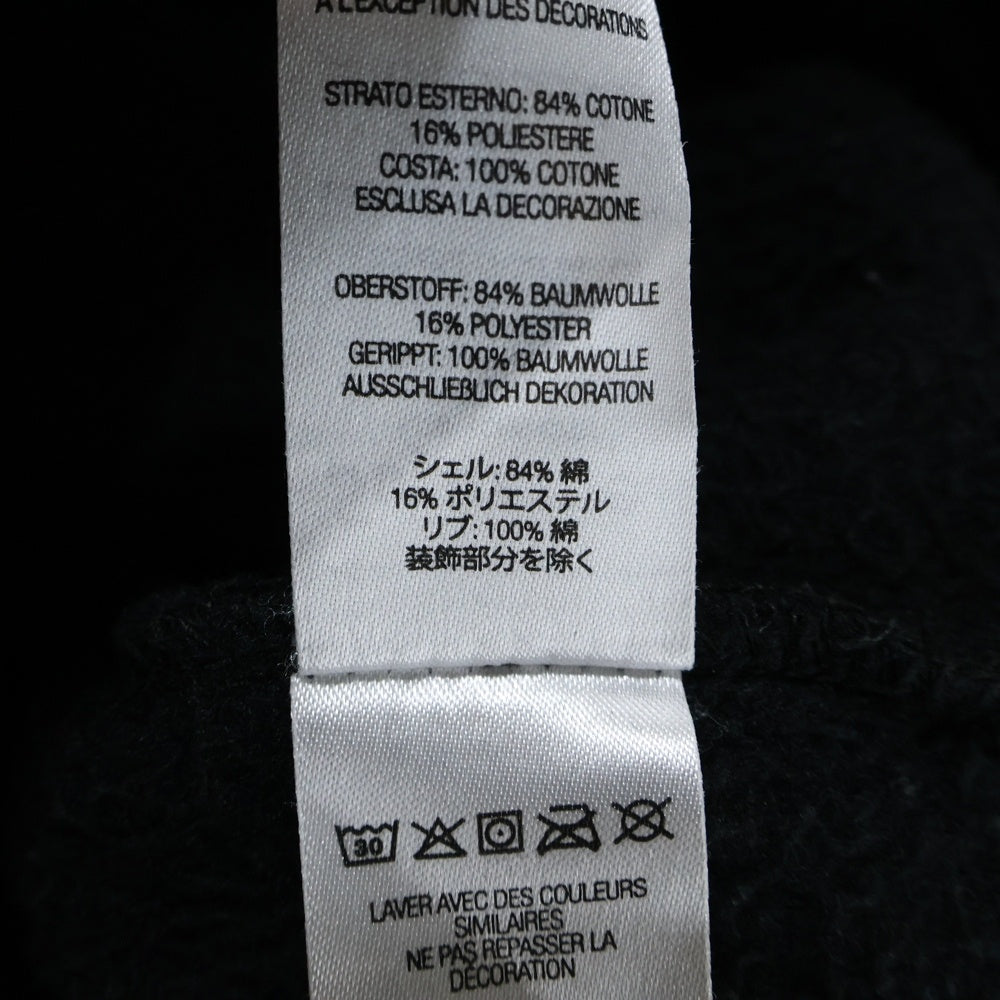 A L'EXCEPTION DES DÉCORATIONS
STRATO ESTERNO: 84% COTONE
16% POLIESTERE
COSTA: 100% COTONE
ESCLUSA LA DECORAZIONE
OBERSTOFF: 84% BAUMWOLLE
16% POLYESTER
GERIPPT: 100% BAUMWOLLE
AUSSCHLIEßLICH DEKORATION
シェル: 84% 綿
16% ポリエステル
リブ: 100% 綿
装飾部分を除く
30
LAVER AVEC DES COULEURS
SIMILAIRES
NE PAS REPASSER LA
DÉCORATION